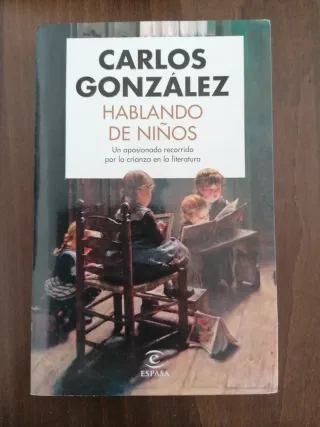 CARLOS
GONZÁLEZ
HABLANDO
DE NIÑOS
Un apasionado recorrido
por la crianza en la literatura
ESPASA